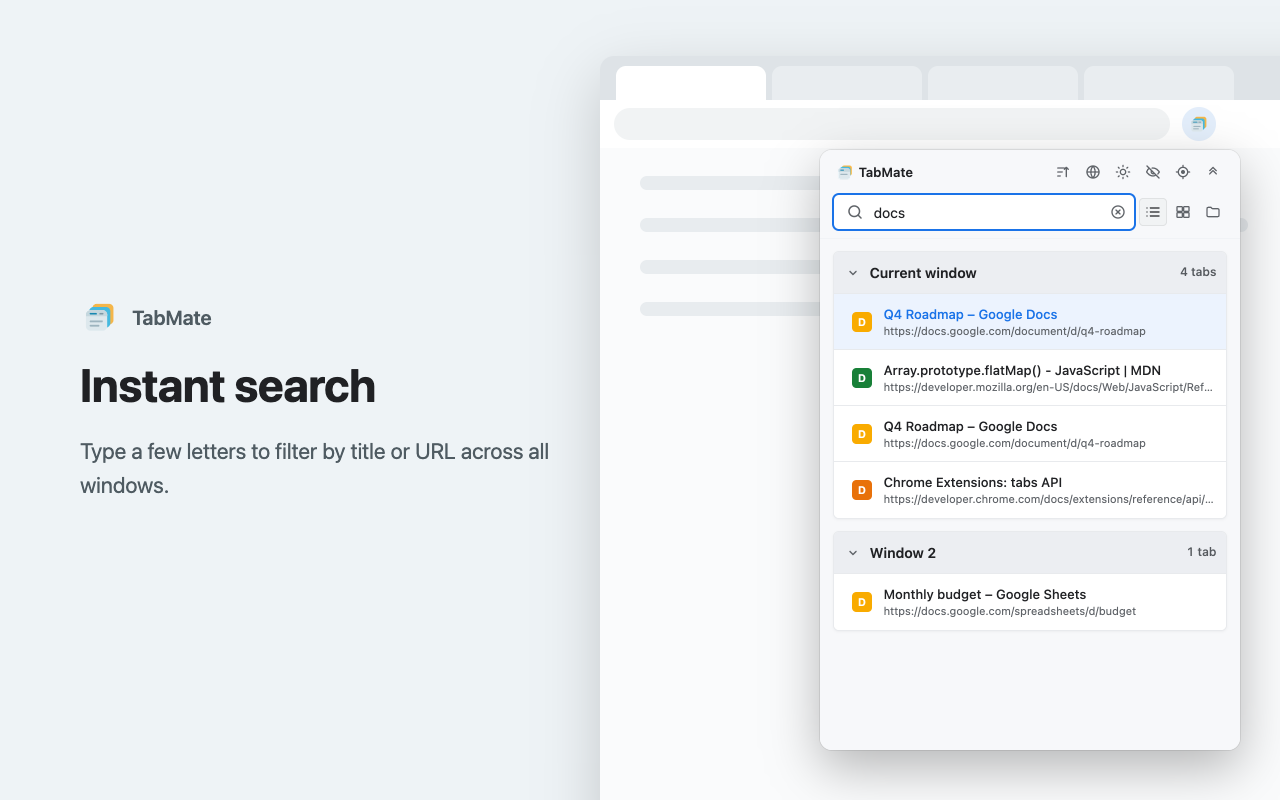 TabMate
Instant search
Type a few letters to filter by title or URL across all
windows.
TabMate
docs
Current window
4 tabs
D
Q4 Roadmap – Google Docs
https://docs.google.com/document/d/q4-roadmap
D
Array.prototype.flatMap() - JavaScript | MDN
https://developer.mozilla.org/en-US/docs/Web/JavaScript/Ref...
D
Q4 Roadmap – Google Docs
https://docs.google.com/document/d/q4-roadmap
D
Chrome Extensions: tabs API
https://developer.chrome.com/docs/extensions/reference/api/...
Window 2
1 tab
D
Monthly budget – Google Sheets
https://docs.google.com/spreadsheets/d/budget